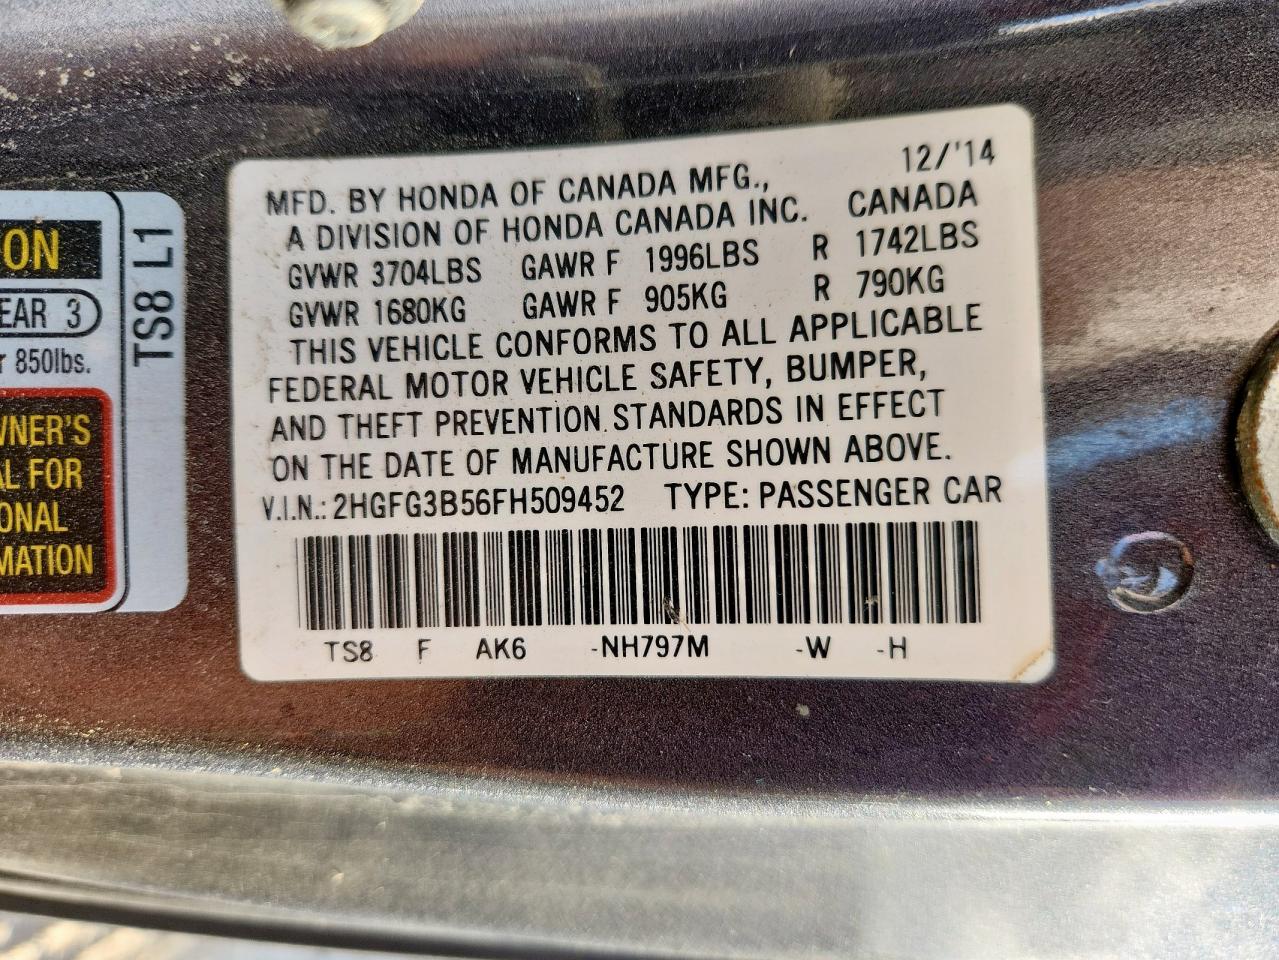 12/'14
MFD. BY HONDA OF CANADA MFG.,
A DIVISION OF HONDA CANADA INC. CANADA
GVWR 3704LBS GAWR F 1996LBS R 1742LBS
GVWR 1680KG GAWR F 905KG R 790KG
THIS VEHICLE CONFORMS TO ALL APPLICABLE
FEDERAL MOTOR VEHICLE SAFETY, BUMPER,
AND THEFT PREVENTION STANDARDS IN EFFECT
ON THE DATE OF MANUFACTURE SHOWN ABOVE.
V.I.N.: 2HGFG3B56FH509452 TYPE: PASSENGER CAR
TS8 F AK6 -NH797M -W -H
ON
EAR 3
850lbs.
WNER'S
AL FOR
ONAL
MATION
TS8 L1